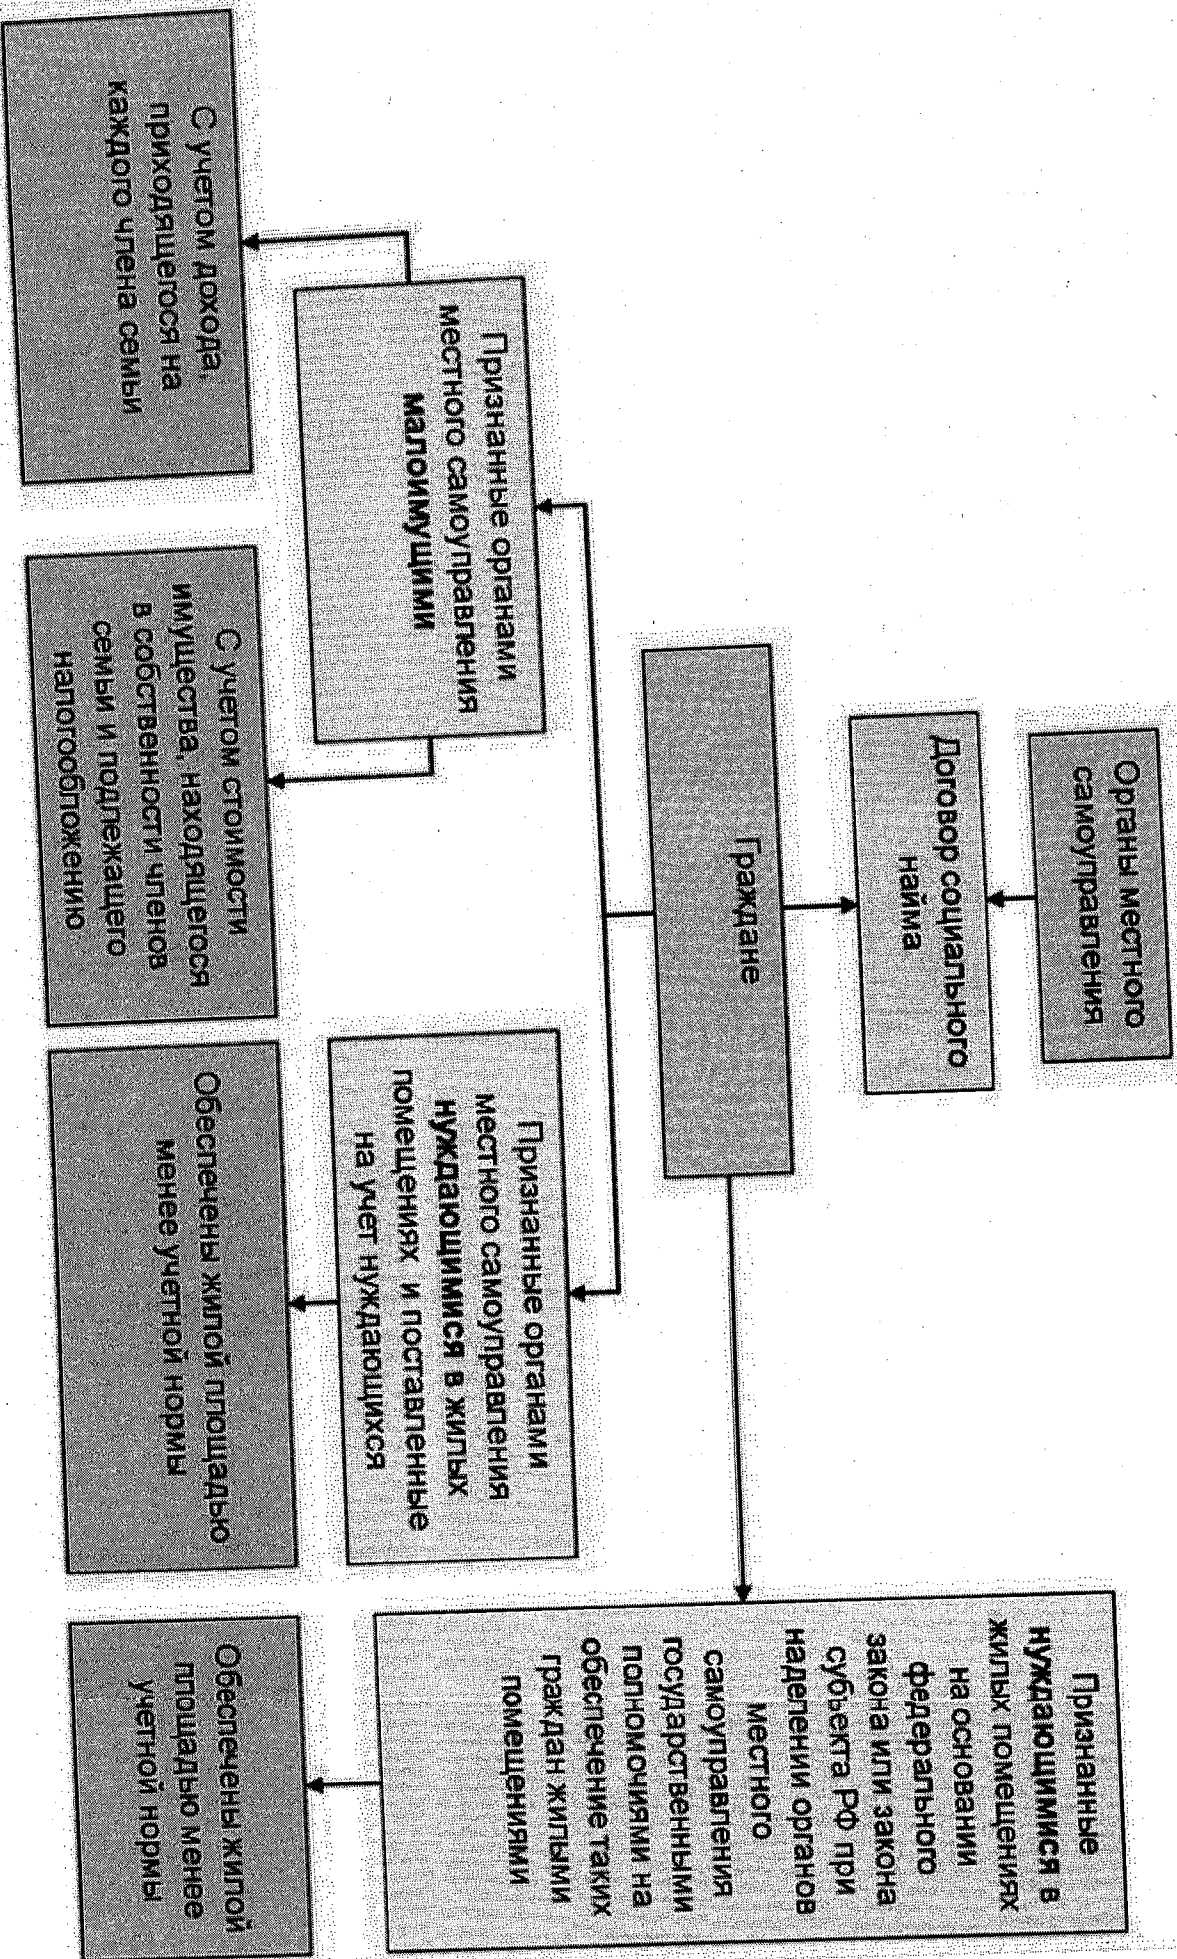 Органы местного
самоуправления
Договор социального
найма
Граждане
Признанные органами
местного самоуправления
малоимущими
Признанные органами
местного самоуправления
нуждающимися в жилых
помещениях и поставленные
на учет нуждающихся
Признанные
нуждающимися в
жилых помещениях
на основании
федерального
закона или закона
субъекта РФ при
наделении органов
местного
самоуправления
государственными
полномочиями на
обеспечение таких
граждан жилыми
помещениями
С учетом дохода,
приходящегося на
каждого члена семьи
С учетом стоимости
имущества, находящегося
в собственности членов
семьи и подлежащего
налогообложению
Обеспечены жилой площадью
менее учетной нормы
Обеспечены жилой
площадью менее
учетной нормы